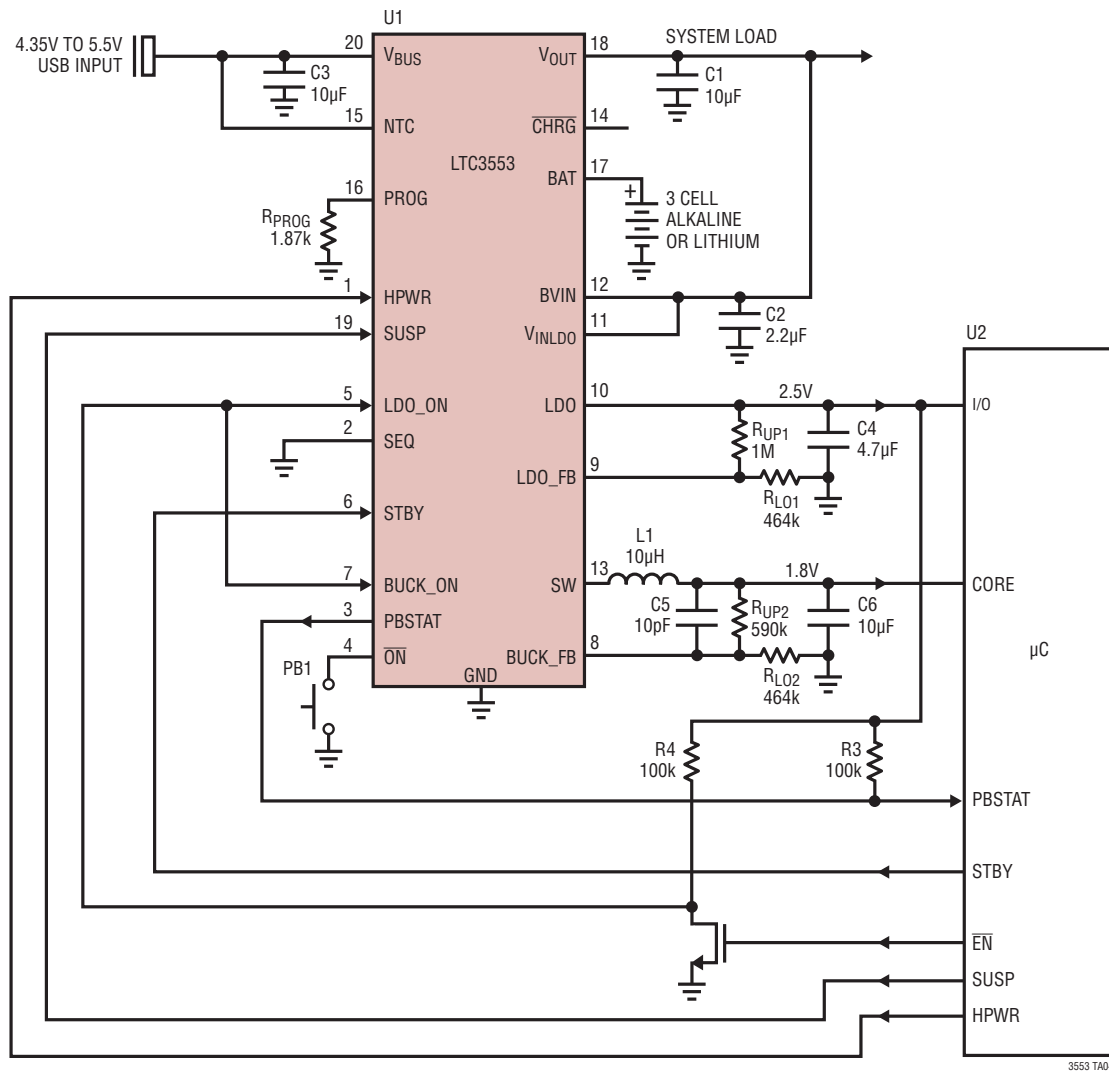 U1
4.35V TO 5.5V
USB INPUT
20
VBUS
VOUT
18
SYSTEM LOAD
C3
10µF
C1
10µF
15
NTC
CHRG
14
LTC3553
16
PROG
BAT
17
+
3 CELL
ALKALINE
OR LITHIUM
RPROG
1.87k
1
HPWR
BVIN
12
19
SUSP
VINLDO
11
C2
2.2µF
U2
5
LDO_ON
LDO
10
2.5V
I/O
2
SEQ
RUP1
1M
C4
4.7µF
LDO_FB
9
RLO1
464k
6
STBY
L1
10µH
7
BUCK_ON
SW
13
1.8V
CORE
3
PBSTAT
C5
10pF
RUP2
590k
C6
10µF
4
ON
BUCK_FB
8
RLO2
464k
PB1
GND
µC
R4
100k
R3
100k
PBSTAT
STBY
EN
SUSP
HPWR
3553 TA0